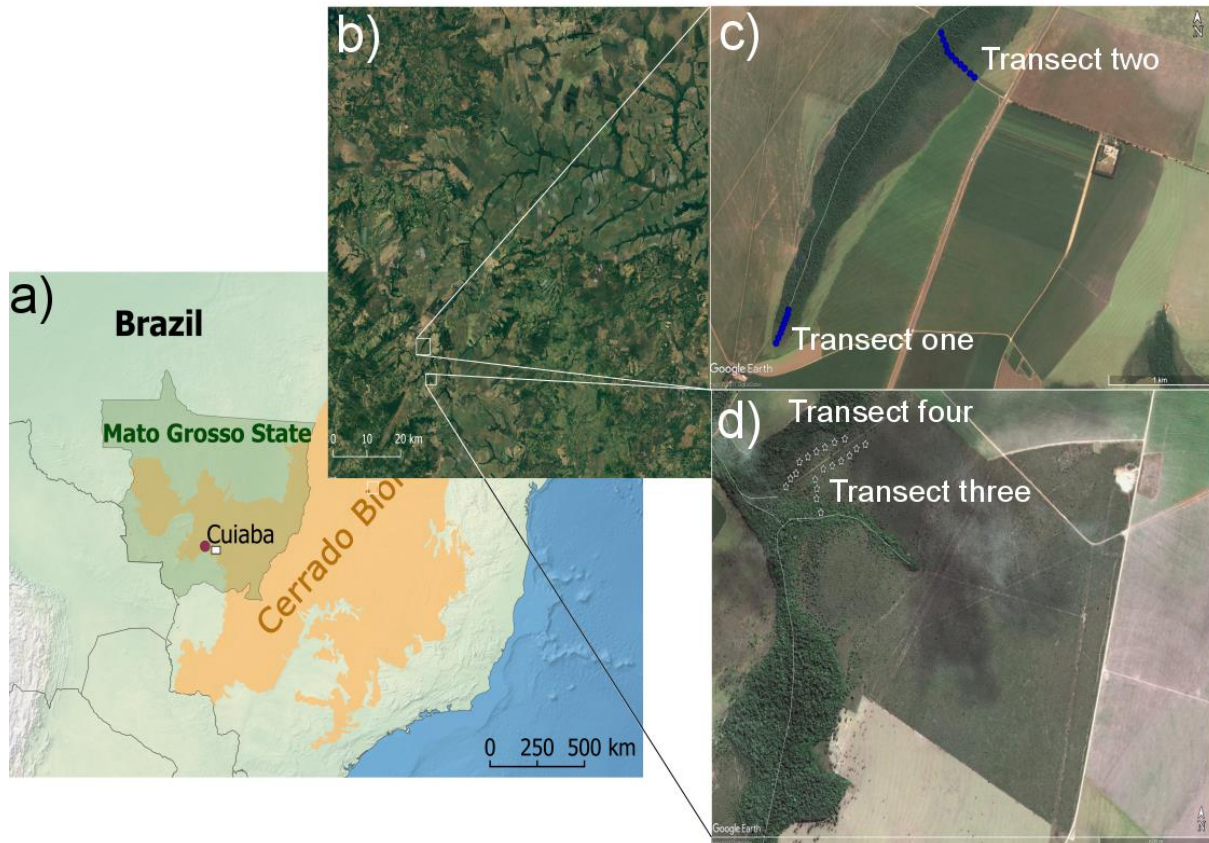 a)
Brazil
Mato Grosso State
Cuiaba
Cerrado Bio
0 250 500 km
b)
0 10 20 km
c)
N
Transect two
Transect one
Google Earth
1 km
d)
Transect four
Transect three
Google Earth
N